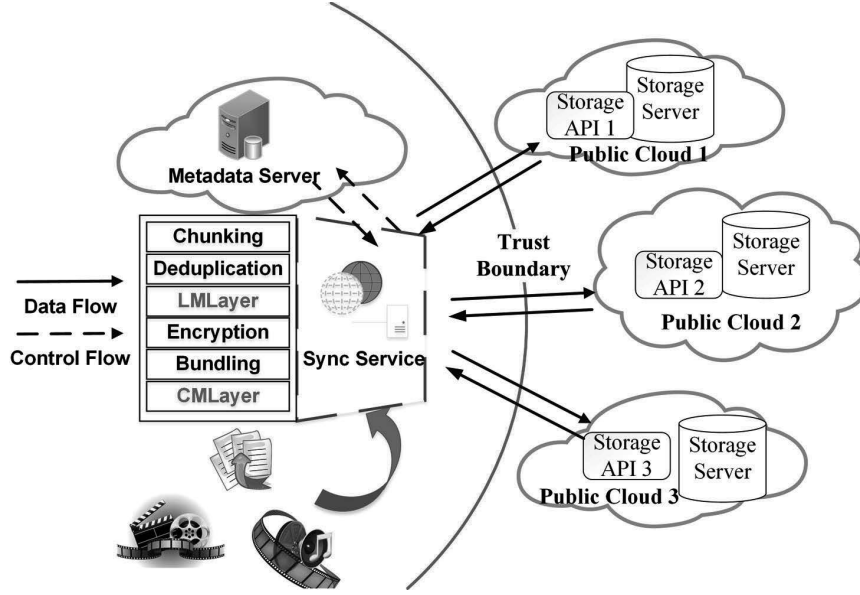 Metadata Server
Chunking
Deduplication
LMLayer
Encryption
Bundling
CMLayer
Data Flow
Control Flow
Sync Service
Trust
Boundary
Storage
API 1
Storage
Server
Public Cloud 1
Storage
API 2
Storage
Server
Public Cloud 2
Storage
API 3
Storage
Server
Public Cloud 3